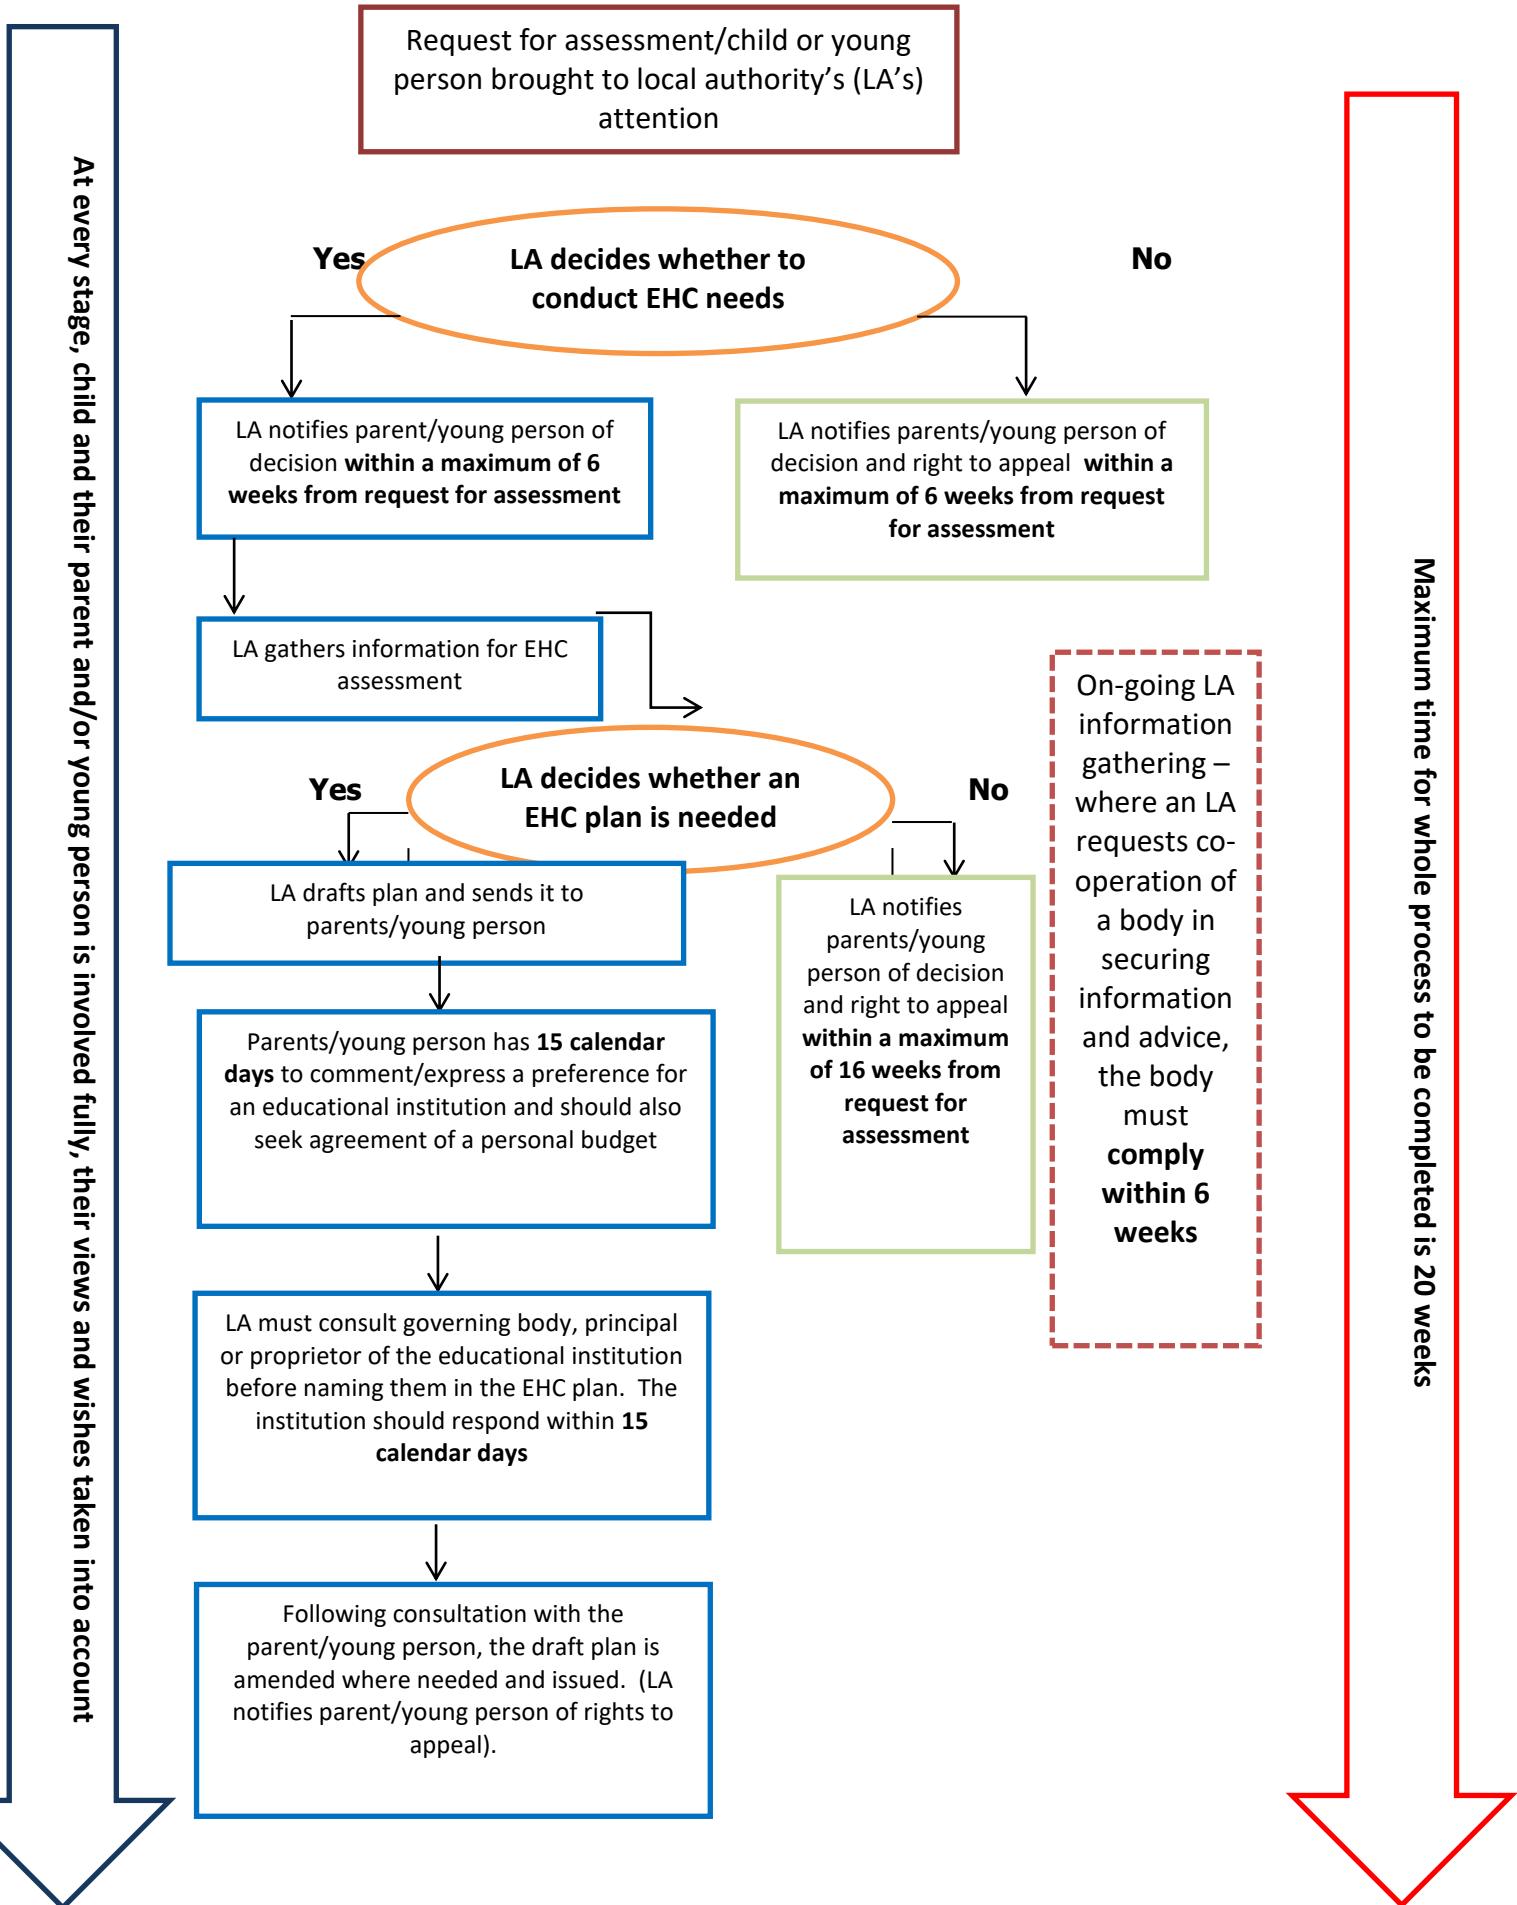 Request for assessment/child or young
person brought to local authority’s (LA’s)
attention
At every stage, child and their parent and/or young person is involved fully, their views and wishes taken into account
Maximum time for whole process to be completed is 20 weeks
Yes
LA decides whether to
conduct EHC needs
No
LA notifies parent/young person of
decision within a maximum of 6
weeks from request for assessment
LA notifies parents/young person of
decision and right to appeal within a
maximum of 6 weeks from request
for assessment
LA gathers information for EHC
assessment
On-going LA
information
gathering –
where an LA
requests co-
operation of
a body in
securing
information
and advice,
the body
must
comply
within 6
weeks
Yes
LA decides whether an
EHC plan is needed
No
LA drafts plan and sends it to
parents/young person
LA notifies
parents/young
person of decision
and right to appeal
within a maximum
of 16 weeks from
request for
assessment
Parents/young person has 15 calendar
days to comment/express a preference for
an educational institution and should also
seek agreement of a personal budget
LA must consult governing body, principal
or proprietor of the educational institution
before naming them in the EHC plan.  The
institution should respond within 15
calendar days
Following consultation with the
parent/young person, the draft plan is
amended where needed and issued.  (LA
notifies parent/young person of rights to
appeal).